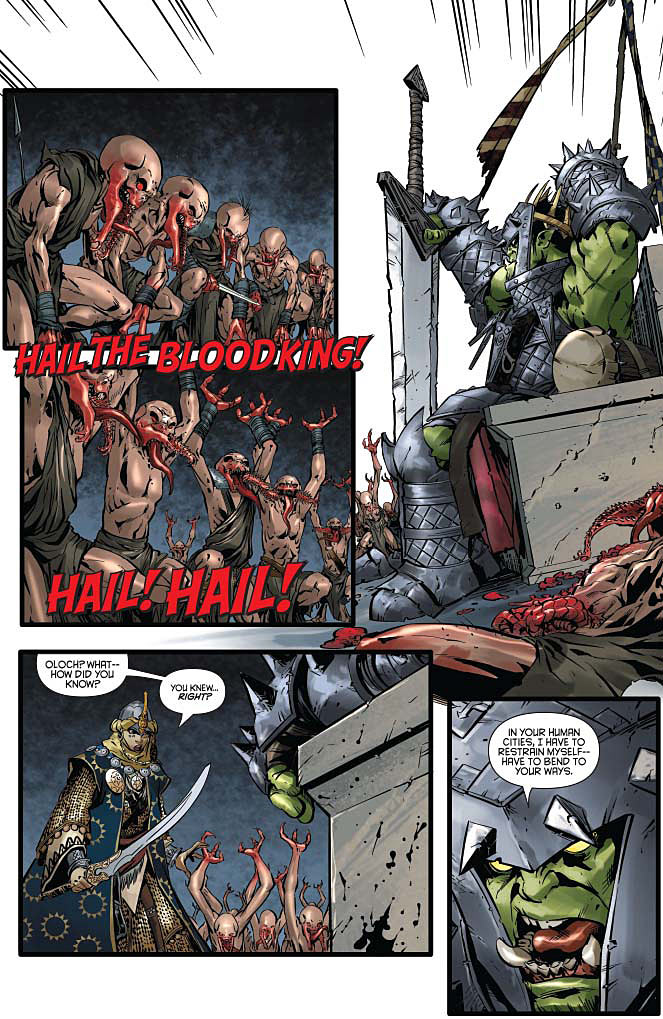 HAIL THE BLOOD KING!
HAIL! HAIL!
OLOCH? WHAT--
HOW DID YOU
KNOW?
YOU KNEW...
RIGHT?
IN YOUR HUMAN
CITIES, I HAVE TO
RESTRAIN MYSELF--
HAVE TO BEND TO
YOUR WAYS.